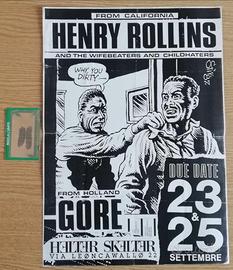 FROM CALIFORNIA
HENRY ROLLINS
AND THE WIFEBEATERS AND CHILDHATERS
WHY, YOU
DIRTY—
FROM HOLLAND
GORE
HELTER SKELTER
VIA LEONCAVALLO 22
DUE DATE
23
&
25
SETTEMBRE